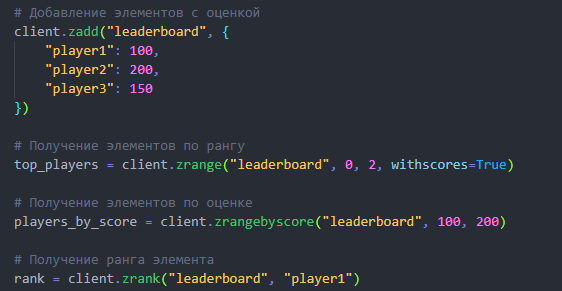 # Добавление элементов с оценкой
client.zadd("leaderboard", {
    "player1": 100,
    "player2": 200,
    "player3": 150
})
# Получение элементов по рангу
top_players = client.zrange("leaderboard", 0, 2, withscores=True)
# Получение элементов по оценке
players_by_score = client.zrangebyscore("leaderboard", 100, 200)
# Получение ранга элемента
rank = client.zrank("leaderboard", "player1")